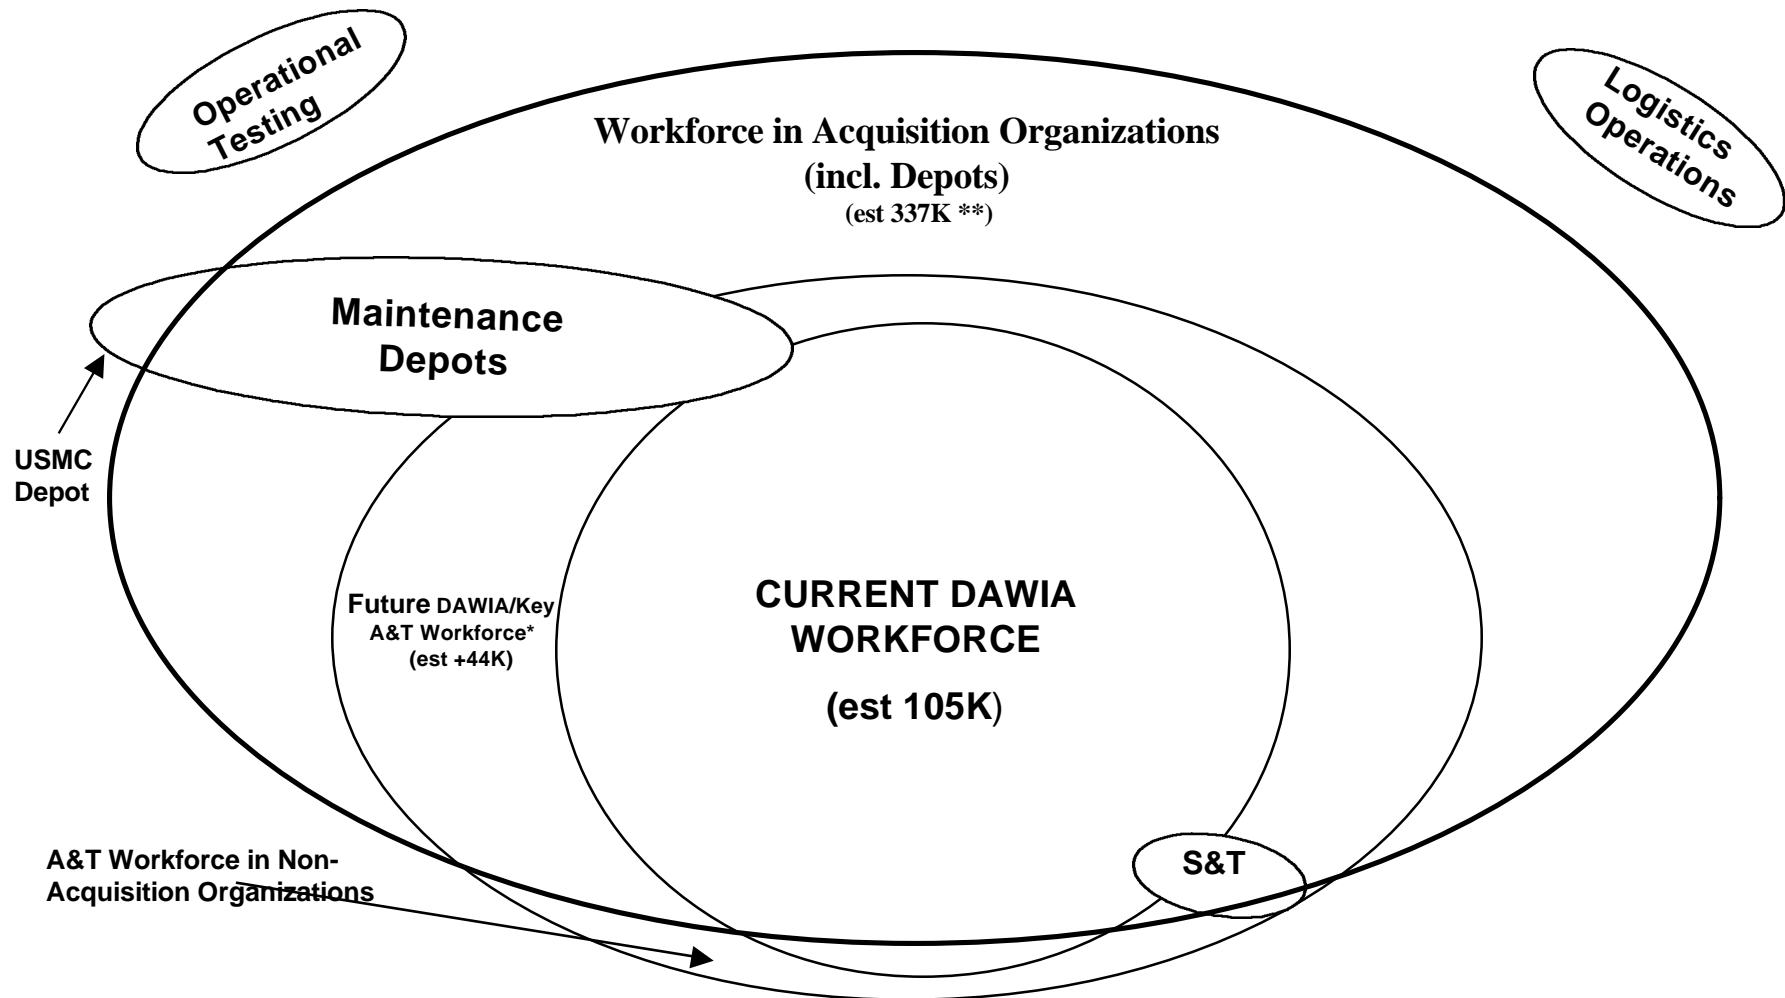 Operational
Testing
Logistics
Operations
Workforce in Acquisition Organizations
(incl. Depots)
(est 337K **)
Maintenance
Depots
USMC
Depot
Future DAWIA/Key
A&T Workforce*
(est +44K)
CURRENT DAWIA
WORKFORCE
(est 105K)
A&T Workforce in Non-
Acquisition Organizations
S&T